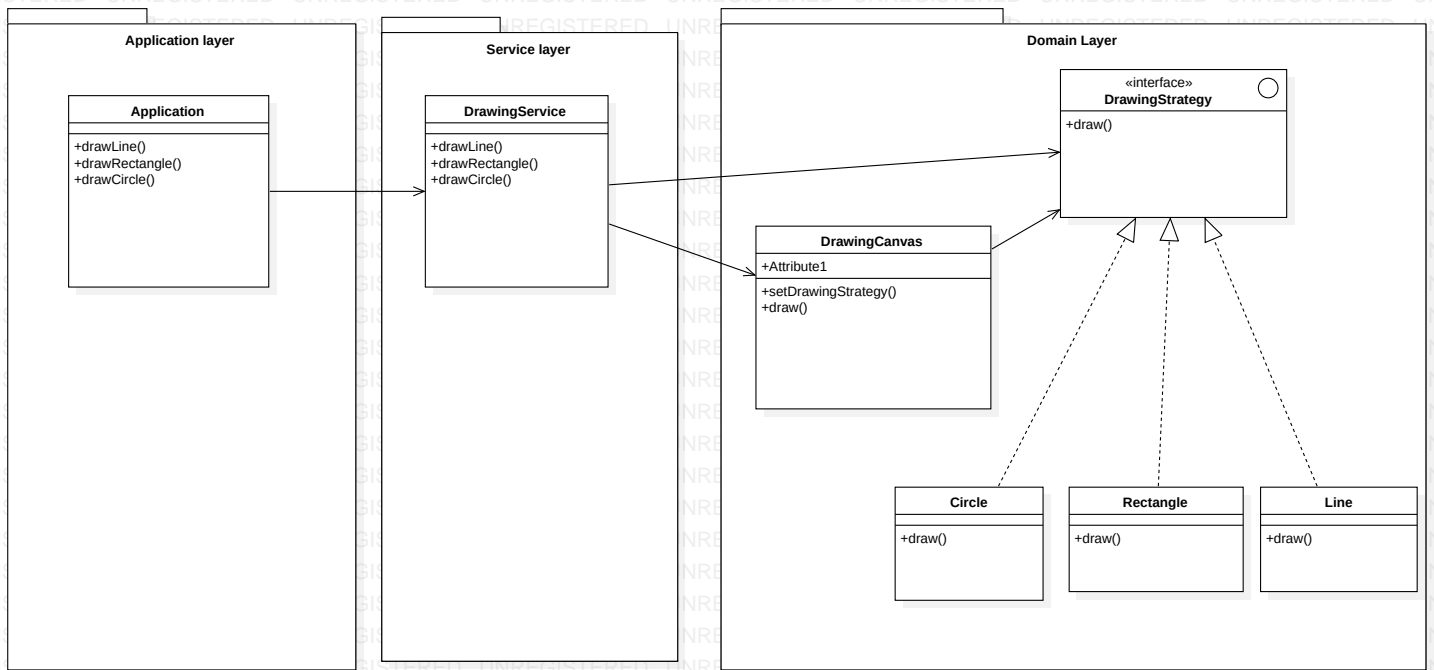 Application layer
Application
+drawLine()
+drawRectangle()
+drawCircle()
Service layer
DrawingService
+drawLine()
+drawRectangle()
+drawCircle()
Domain Layer
«interface»
DrawingStrategy
+draw()
DrawingCanvas
+Attribute1
+setDrawingStrategy()
+draw()
Circle
+draw()
Rectangle
+draw()
Line
+draw()
UNREGISTERED